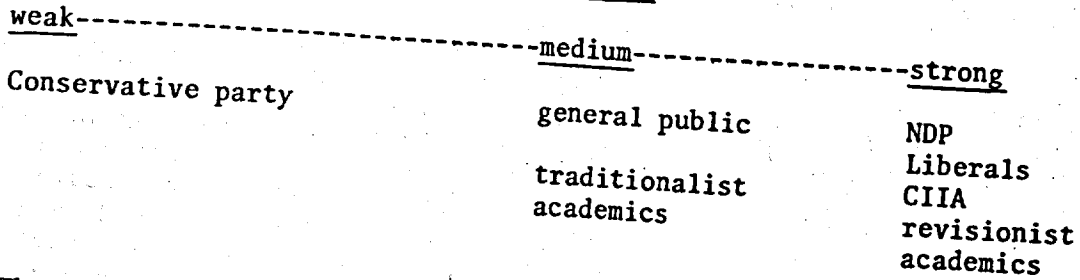 weak--------------------------------medium-------------------strong
Conservative party
general public
traditionalist
academics
NDP
Liberals
CIIA
revisionist
academics